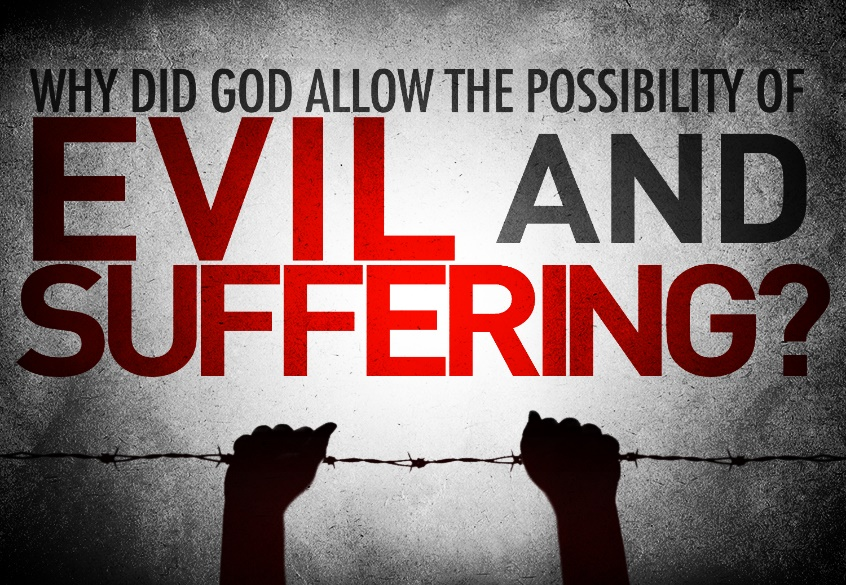 WHY DID GOD ALLOW THE POSSIBILITY OF
EVIL AND
SUFFERING?